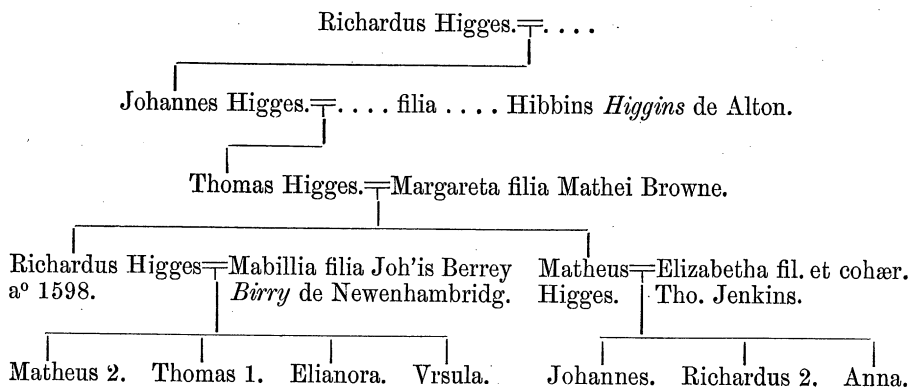 Richardus Higges. . . . .
Johannes Higges. . . . . filia . . . . Hibbins Higgins de Alton.
Thomas Higges. Margareta filia Mathei Browne.
Richardus Higges Mabillia filia Joh'is Berrey
aº 1598. Birry de Newenhambridg.
Matheus Elizabetha fil. et cohær.
Higges. Tho. Jenkins.
Matheus 2. Thomas 1. Elianora. Vrsula. Johannes. Richardus 2. Anna.